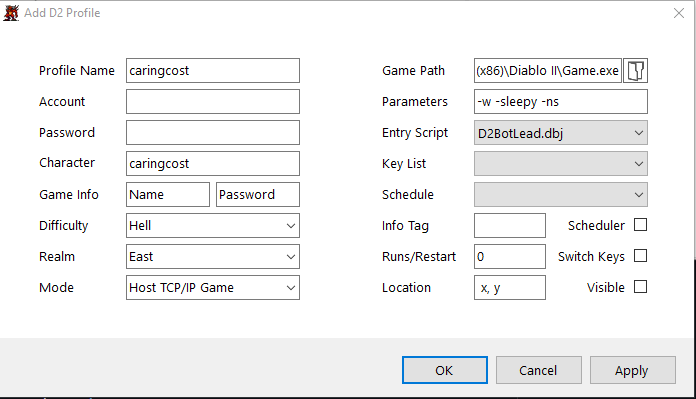 Add D2 Profile
Profile Name caringcost
Account
Password
Character caringcost
Game Info Name Password
Difficulty Hell
Realm East
Mode Host TCP/IP Game
Game Path (x86)\Diablo II\Game.exe
Parameters -w -sleepy -ns
Entry Script D2BotLead.dbj
Key List
Schedule
Info Tag Scheduler
Runs/Restart 0 Switch Keys
Location x, y Visible
OK Cancel Apply